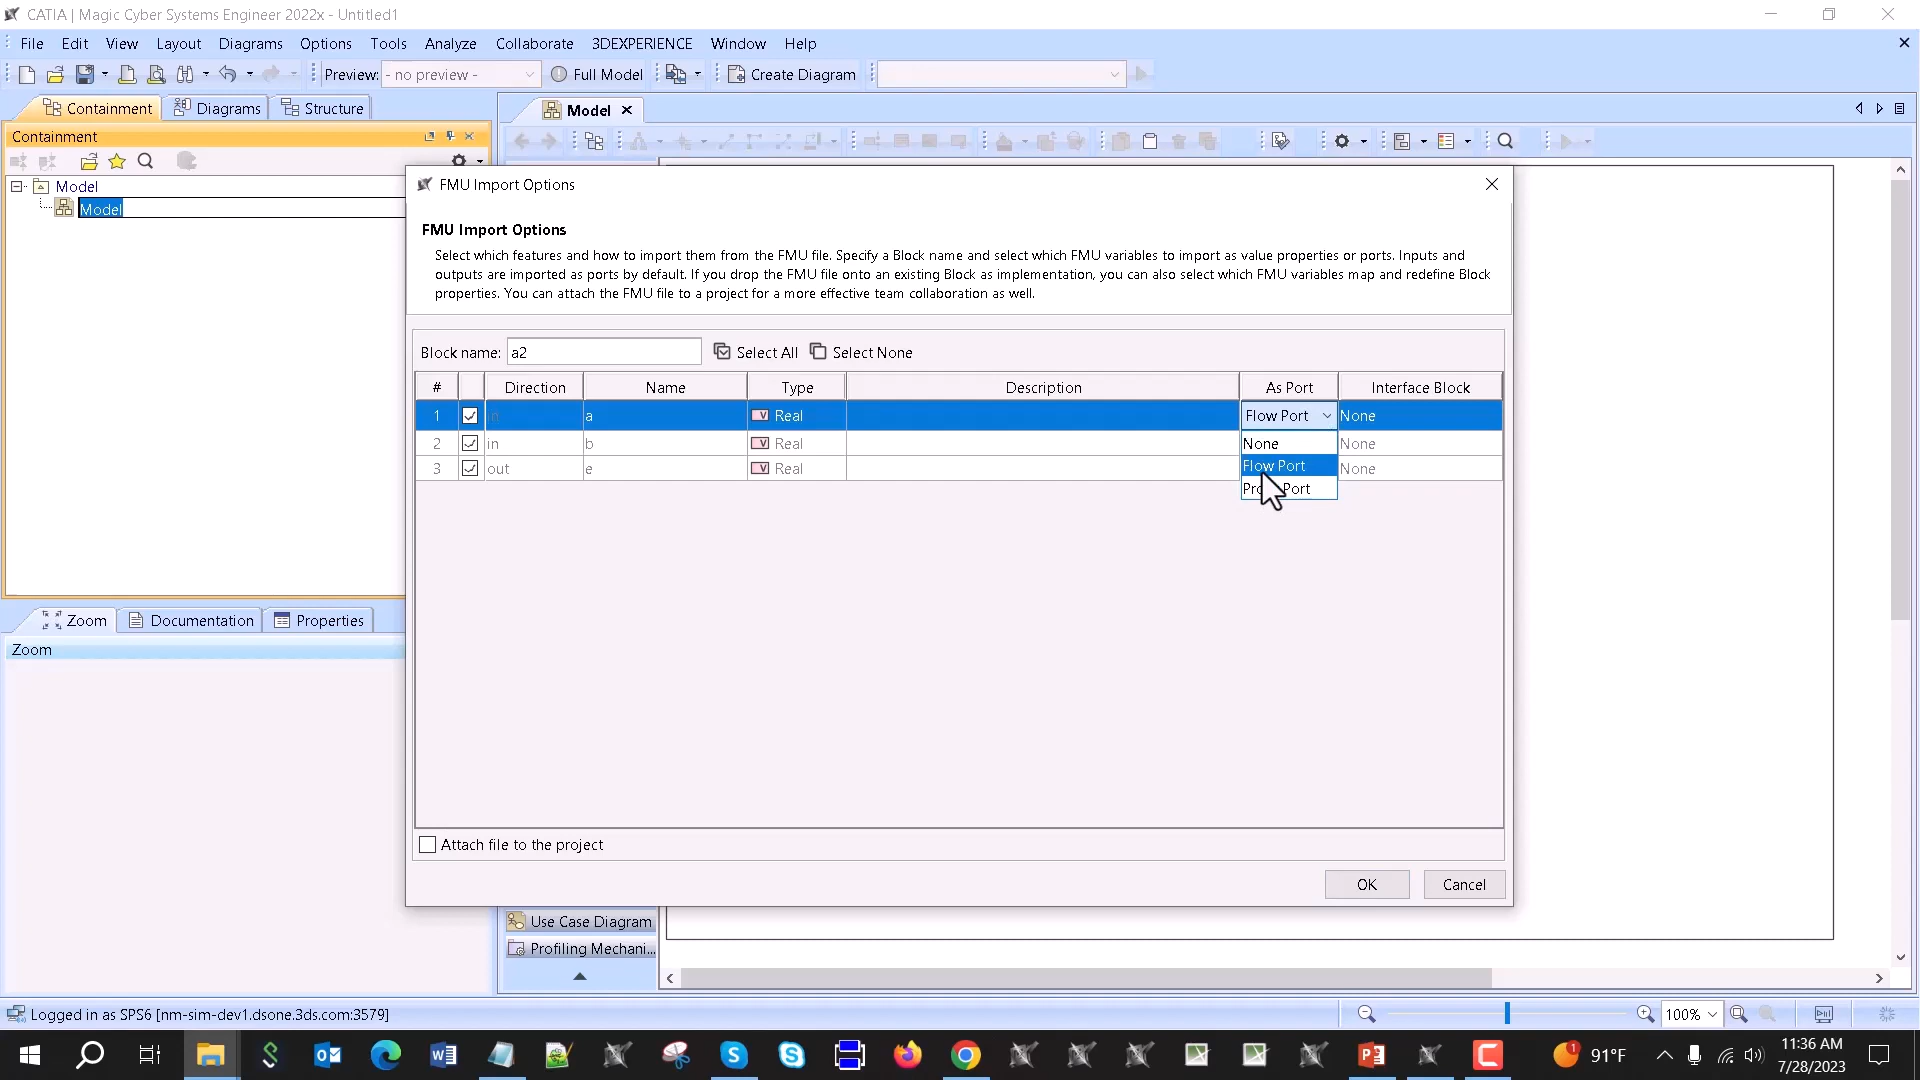 CATIA | Magic Cyber Systems Engineer 2022x - Untitled1
File Edit View Layout Diagrams Options Tools Analyze Collaborate 3DEXPERIENCE Window Help
Preview: - no preview - Full Model Create Diagram
Containment Diagrams Structure
Model
Containment
Model
Model
FMU Import Options
FMU Import Options
Select which features and how to import them from the FMU file. Specify a Block name and select which FMU variables to import as value properties or ports. Inputs and
outputs are imported as ports by default. If you drop the FMU file onto an existing Block as implementation, you can also select which FMU variables map and redefine Block
properties. You can attach the FMU file to a project for a more effective team collaboration as well.
Block name: a2 Select All Select None
# Direction Name Type Description As Port Interface Block
1 in a V Real Flow Port None
2 in b V Real None
3 out e V Real None
None
Flow Port
Port
Attach file to the project
OK Cancel
Zoom Documentation Properties
Zoom
Use Case Diagram
Profiling Mechani...
Logged in as SPS6 [nm-sim-dev1.dsone.3ds.com:3579]
100%
1 91°F
11:36 AM
7/28/2023